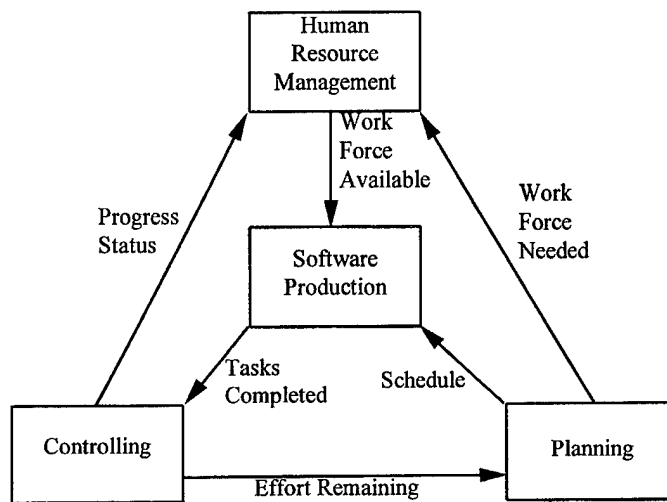 Human
Resource
Management
Work
Force
Available
Progress
Status
Work
Force
Needed
Software
Production
Tasks
Completed
Schedule
Controlling
Planning
Effort Remaining